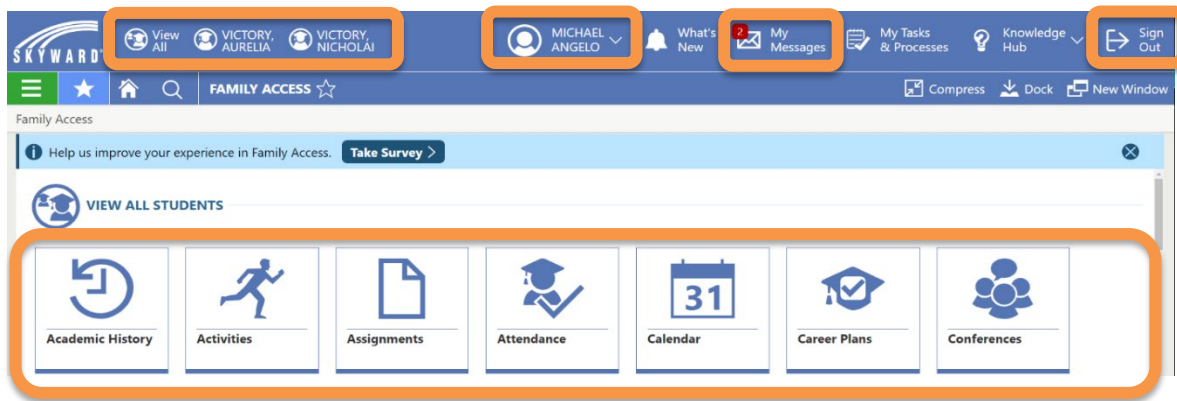 SKYWARD
View All
VICTORY, AURELIA
VICTORY, NICHOLAI
MICHAEL ANGELO
What's New
2
My Messages
My Tasks & Processes
Knowledge Hub
Sign Out
FAMILY ACCESS
Compress
Dock
New Window
Family Access
Help us improve your experience in Family Access. Take Survey >
VIEW ALL STUDENTS
31
Academic History
Activities
Assignments
Attendance
Calendar
Career Plans
Conferences